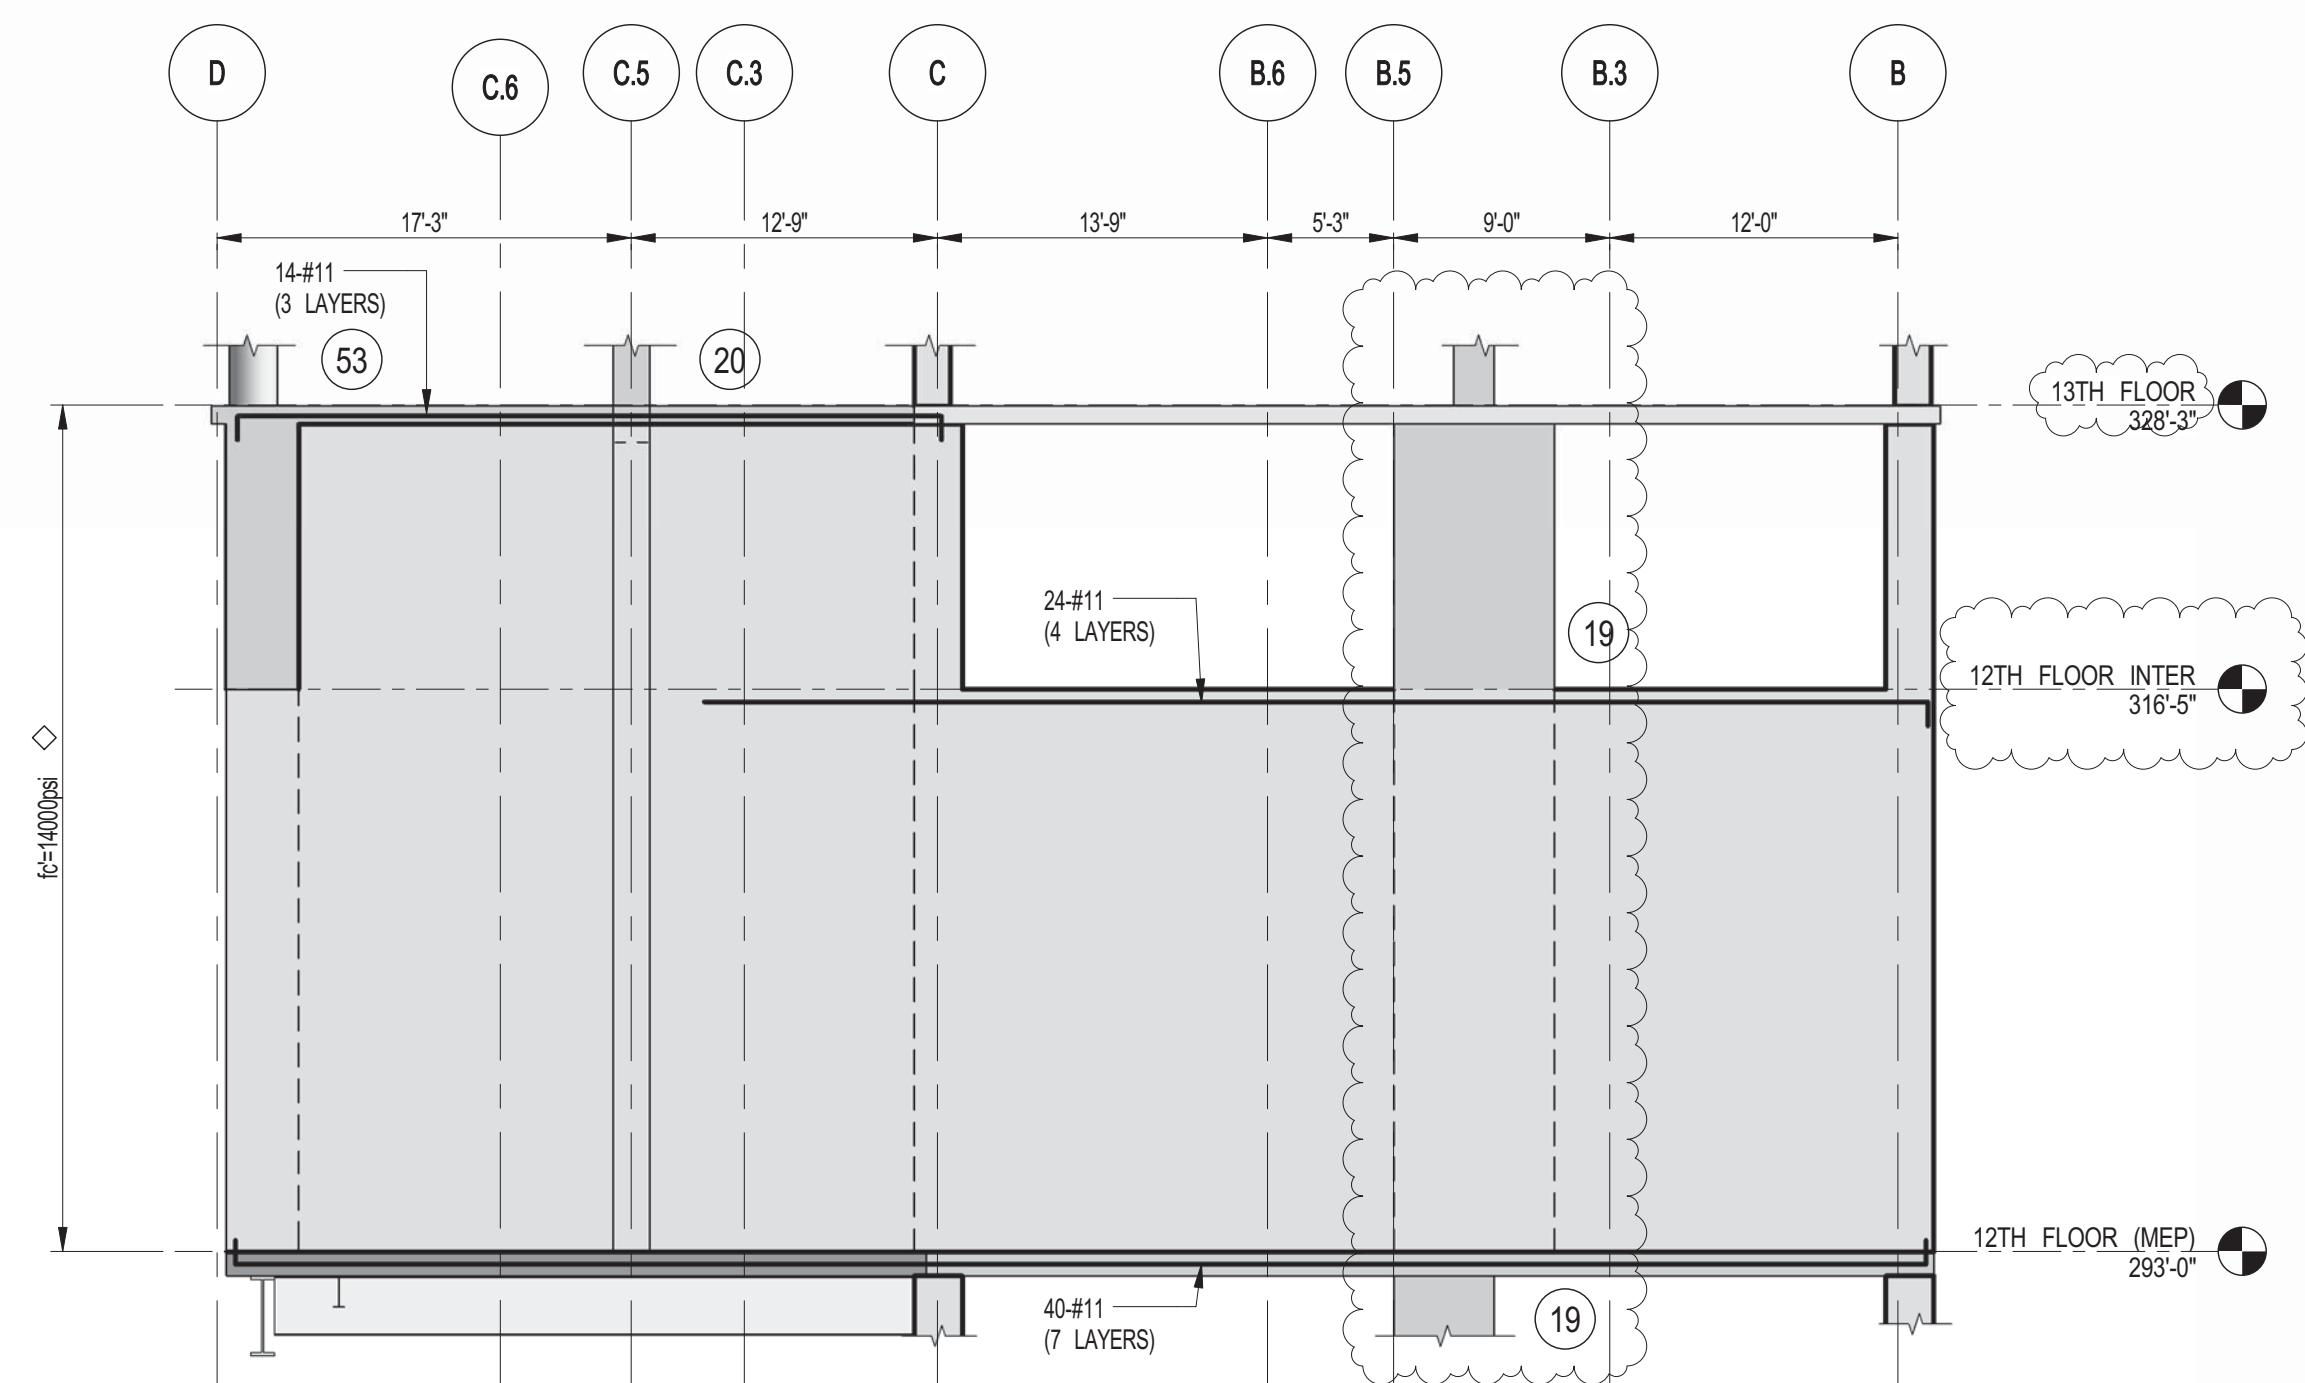 D
C.6
C.5
C.3
C
B.6
B.5
B.3
B
17'-3"
12'-9"
13'-9"
5'-3"
9'-0"
12'-0"
14-#11
(3 LAYERS)
53
20
13TH FLOOR
328'-3"
24-#11
(4 LAYERS)
19
12TH FLOOR INTER
316'-5"
fc'=14000psi
12TH FLOOR (MEP)
293'-0"
40-#11
(7 LAYERS)
19